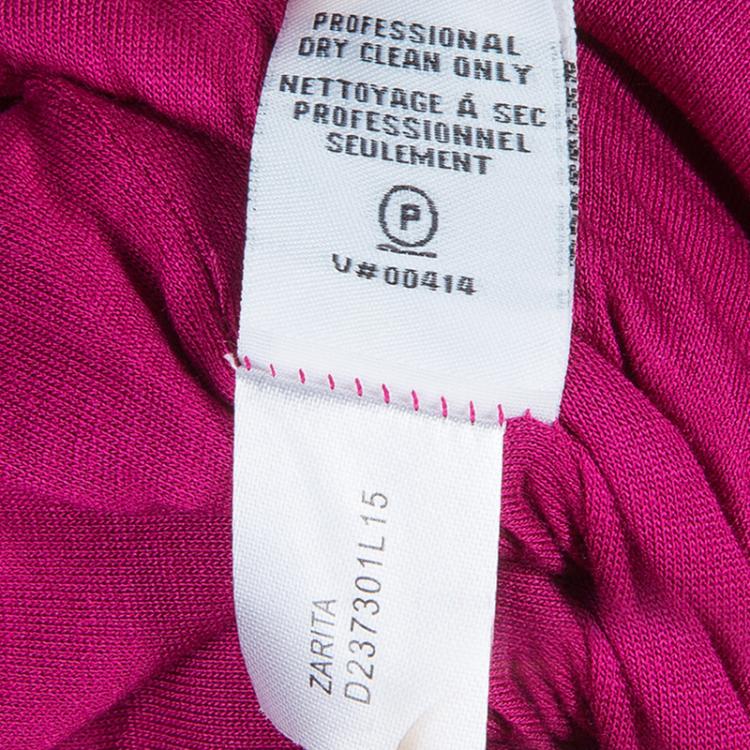 PROFESSIONAL
DRY CLEAN ONLY
NETTOYAGE Á SEC
PROFESSIONNEL
SEULEMENT
P
V#00414
ZARITA
D237301L15